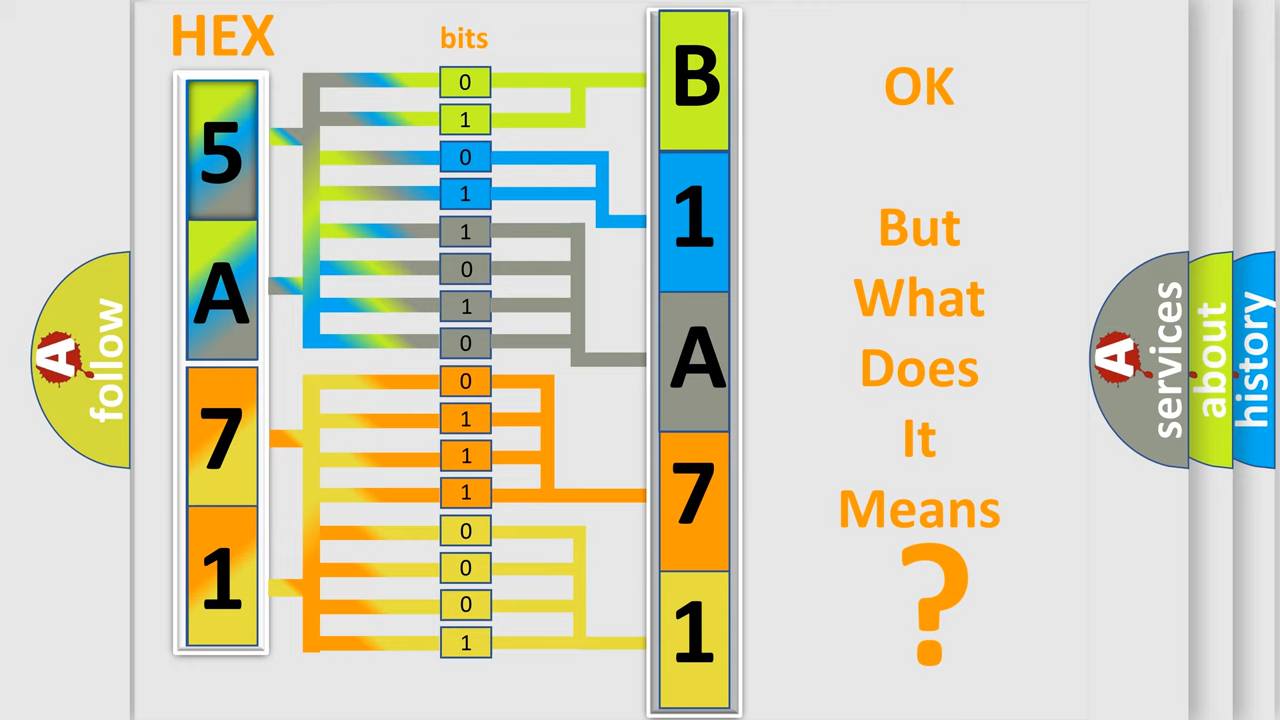 HEX
bits
5
A
7
1
0
1
0
1
1
0
1
0
0
1
1
1
0
0
0
1
B
1
A
7
1
OK
But
What
Does
It
Means
?
A
follow
A
services
about
history